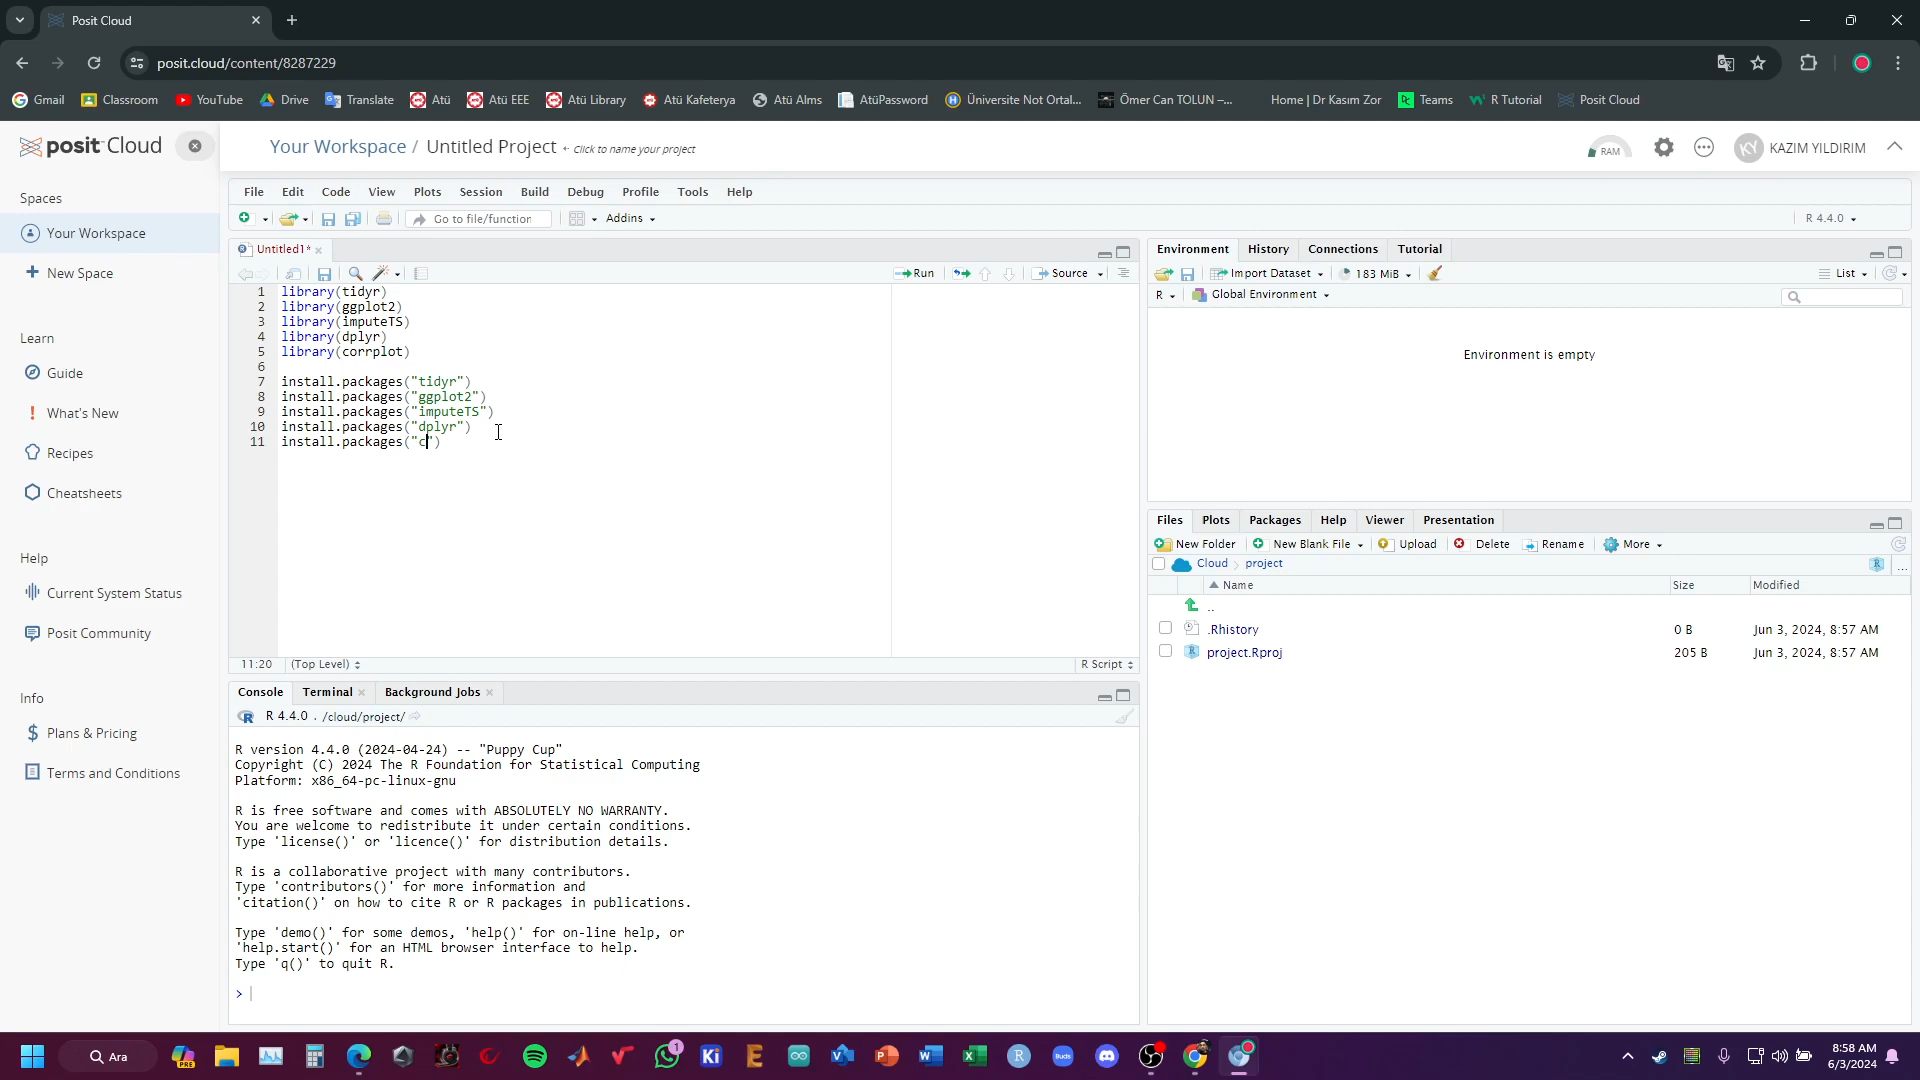 Posit Cloud
posit.cloud/content/8287229
Gmail Classroom YouTube Drive Translate Atü Atü EEE Atü Library Atü Kafeterya Atü Alms AtüPassword Üniversite Not Ortal... Ömer Can TOLUN –... Home | Dr Kasım Zor Teams R Tutorial Posit Cloud
posit Cloud
Your Workspace / Untitled Project ← Click to name your project
RAM
KY KAZIM YILDIRIM
Spaces
Your Workspace
New Space
Learn
Guide
What's New
Recipes
Cheatsheets
Help
Current System Status
Posit Community
Info
Plans & Pricing
Terms and Conditions
File Edit Code View Plots Session Build Debug Profile Tools Help
Go to file/function Addins R 4.4.0
Untitled1*
Run Source
1 library(tidyr)
2 library(ggplot2)
3 library(imputeTS)
4 library(dplyr)
5 library(corrplot)
6
7 install.packages("tidyr")
8 install.packages("ggplot2")
9 install.packages("imputeTS")
10 install.packages("dplyr")
11 install.packages("c")
11:20 (Top Level) R Script
Console Terminal Background Jobs
R 4.4.0 . /cloud/project/
R version 4.4.0 (2024-04-24) -- "Puppy Cup"
Copyright (C) 2024 The R Foundation for Statistical Computing
Platform: x86_64-pc-linux-gnu
R is free software and comes with ABSOLUTELY NO WARRANTY.
You are welcome to redistribute it under certain conditions.
Type 'license()' or 'licence()' for distribution details.
R is a collaborative project with many contributors.
Type 'contributors()' for more information and
'citation()' on how to cite R or R packages in publications.
Type 'demo()' for some demos, 'help()' for on-line help, or
'help.start()' for an HTML browser interface to help.
Type 'q()' to quit R.
>
Environment History Connections Tutorial
Import Dataset 183 MiB List
R Global Environment
Environment is empty
Files Plots Packages Help Viewer Presentation
New Folder New Blank File Upload Delete Rename More
Cloud project ...
Name Size Modified
..
.Rhistory 0 B Jun 3, 2024, 8:57 AM
project.Rproj 205 B Jun 3, 2024, 8:57 AM
Ara
8:58 AM
6/3/2024